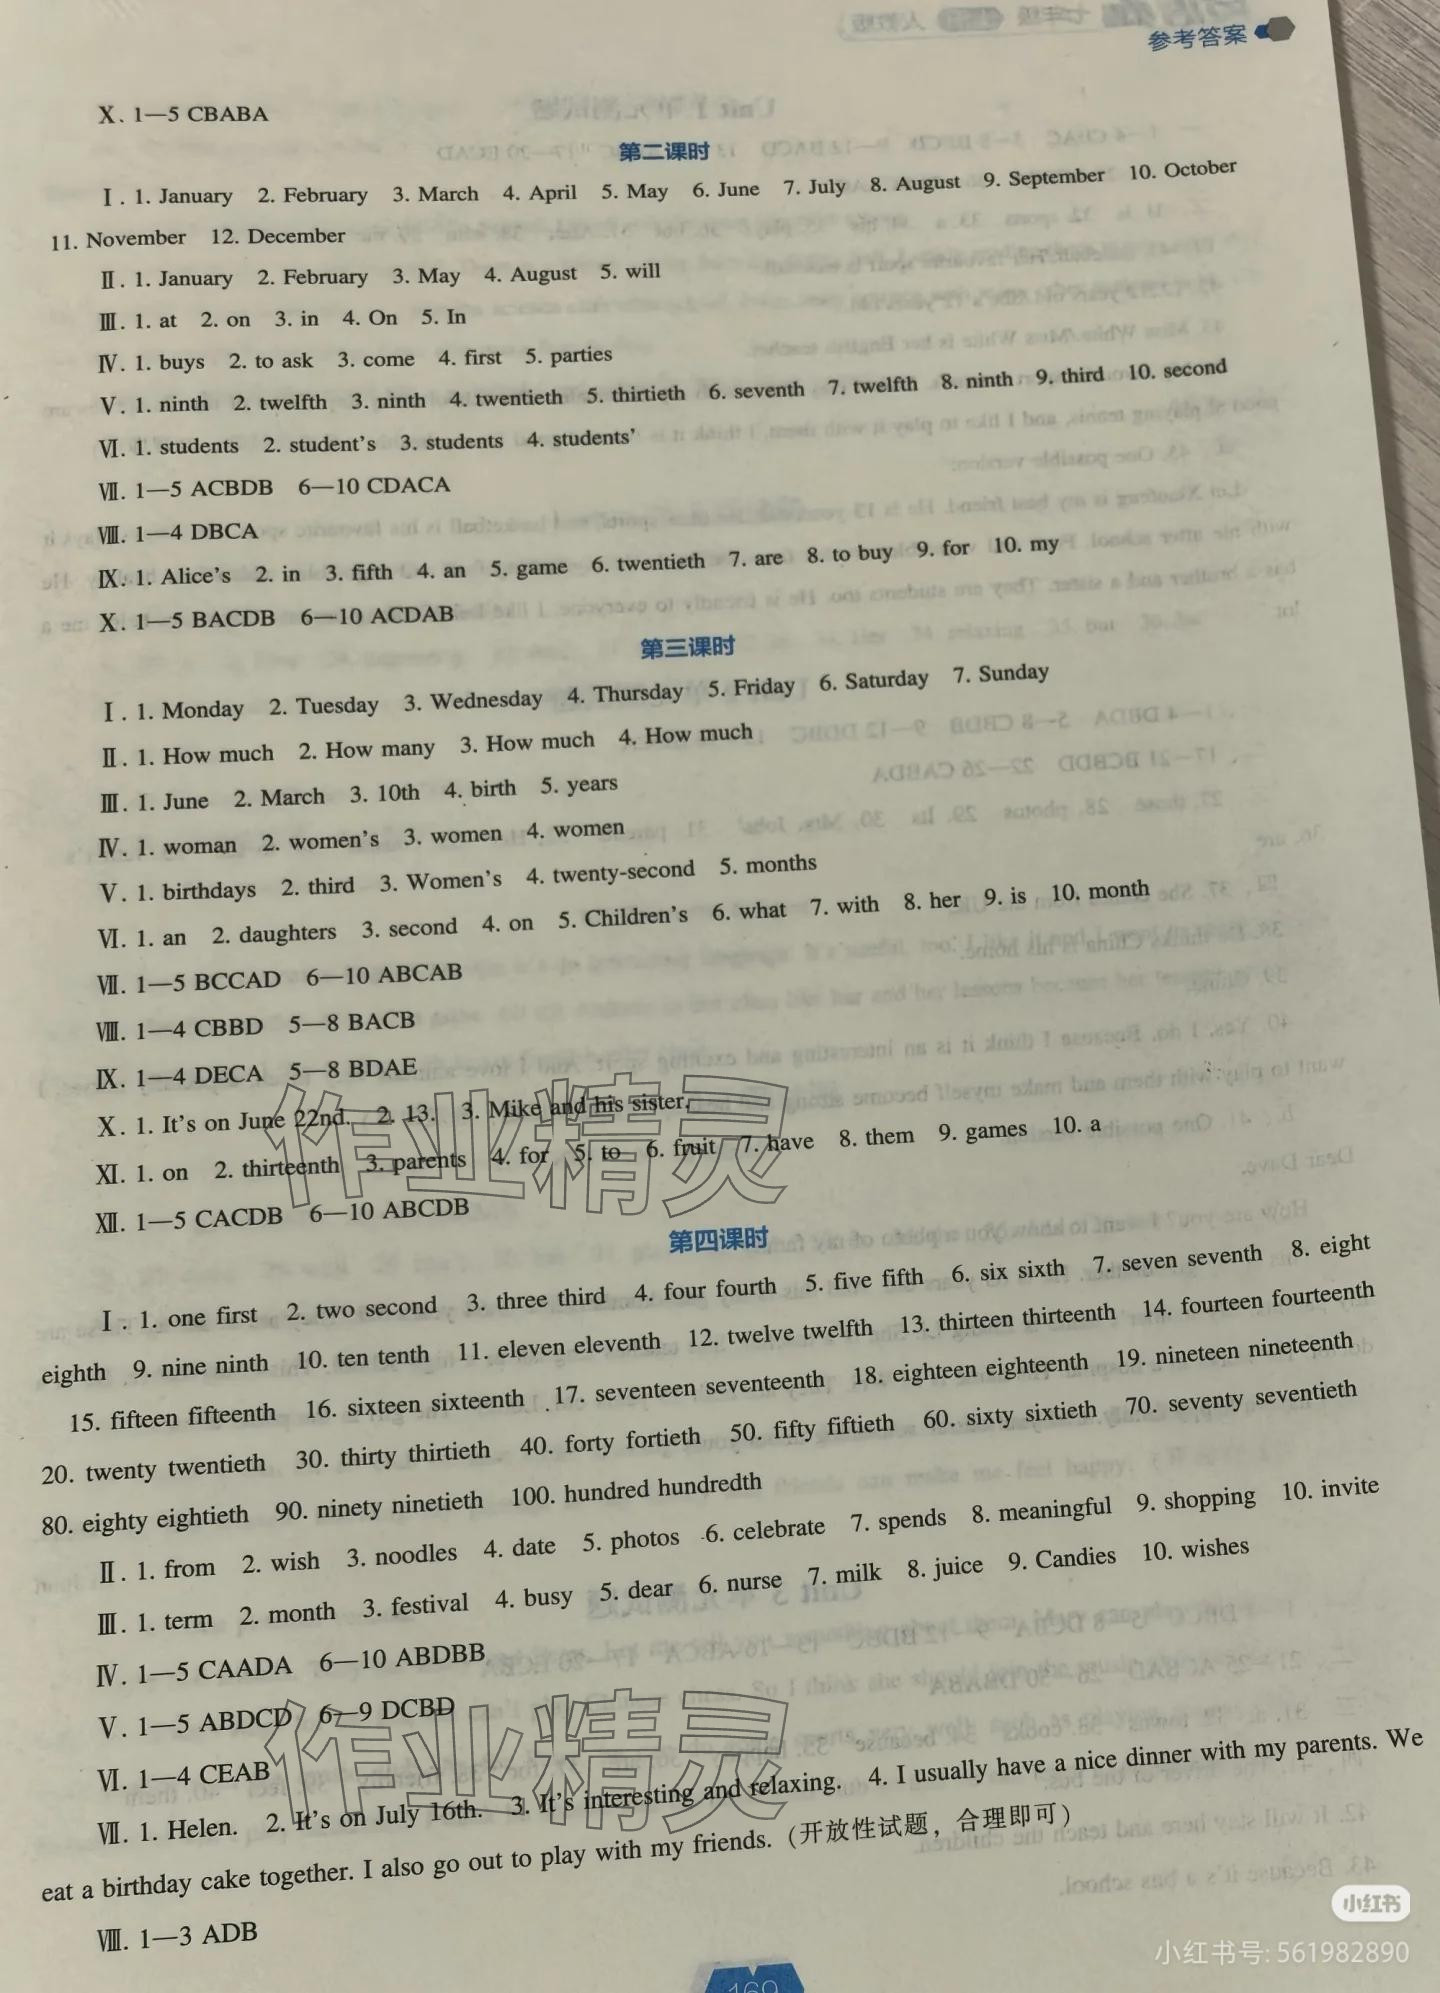 参考答案
Ⅹ. 1—5 CBABA
第二课时
Ⅰ. 1. January 2. February 3. March 4. April 5. May 6. June 7. July 8. August 9. September 10. October
11. November 12. December
Ⅱ. 1. January 2. February 3. May 4. August 5. will
Ⅲ. 1. at 2. on 3. in 4. On 5. In
Ⅳ. 1. buys 2. to ask 3. come 4. first 5. parties
Ⅴ. 1. ninth 2. twelfth 3. ninth 4. twentieth 5. thirtieth 6. seventh 7. twelfth 8. ninth 9. third 10. second
Ⅵ. 1. students 2. student's 3. students 4. students'
Ⅶ. 1—5 ACBDB 6—10 CDACA
Ⅷ. 1—4 DBCA
Ⅸ. 1. Alice's 2. in 3. fifth 4. an 5. game 6. twentieth 7. are 8. to buy 9. for 10. my
Ⅹ. 1—5 BACDB 6—10 ACDAB
第三课时
Ⅰ. 1. Monday 2. Tuesday 3. Wednesday 4. Thursday 5. Friday 6. Saturday 7. Sunday
Ⅱ. 1. How much 2. How many 3. How much 4. How much
Ⅲ. 1. June 2. March 3. 10th 4. birth 5. years
Ⅳ. 1. woman 2. women's 3. women 4. women
Ⅴ. 1. birthdays 2. third 3. Women's 4. twenty-second 5. months
Ⅵ. 1. an 2. daughters 3. second 4. on 5. Children's 6. what 7. with 8. her 9. is 10. month
Ⅶ. 1—5 BCCAD 6—10 ABCAB
Ⅷ. 1—4 CBBD 5—8 BACB
Ⅸ. 1—4 DECA 5—8 BDAE
Ⅹ. 1. It's on June 22nd. 2. 13. 3. Mike and his sister.
Ⅺ. 1. on 2. thirteenth 3. parents 4. for 5. to 6. fruit 7. have 8. them 9. games 10. a
作业精灵
Ⅻ. 1—5 CACDB 6—10 ABCDB
第四课时
Ⅰ. 1. one first 2. two second 3. three third 4. four fourth 5. five fifth 6. six sixth 7. seven seventh 8. eight
eighth 9. nine ninth 10. ten tenth 11. eleven eleventh 12. twelve twelfth 13. thirteen thirteenth 14. fourteen fourteenth
15. fifteen fifteenth 16. sixteen sixteenth 17. seventeen seventeenth 18. eighteen eighteenth 19. nineteen nineteenth
20. twenty twentieth 30. thirty thirtieth 40. forty fortieth 50. fifty fiftieth 60. sixty sixtieth 70. seventy seventieth
80. eighty eightieth 90. ninety ninetieth 100. hundred hundredth
Ⅱ. 1. from 2. wish 3. noodles 4. date 5. photos 6. celebrate 7. spends 8. meaningful 9. shopping 10. invite
Ⅲ. 1. term 2. month 3. festival 4. busy 5. dear 6. nurse 7. milk 8. juice 9. Candies 10. wishes
Ⅳ. 1—5 CAADA 6—10 ABDBB
Ⅴ. 1—5 ABDCD 6—9 DCBD
Ⅵ. 1—4 CEAB
作业精灵
Ⅶ. 1. Helen. 2. It's on July 16th. 3. It's interesting and relaxing. 4. I usually have a nice dinner with my parents. We
eat a birthday cake together. I also go out to play with my friends. (开放性试题，合理即可)
Ⅷ. 1—3 ADB
小红书
小红书号: 561982890
169